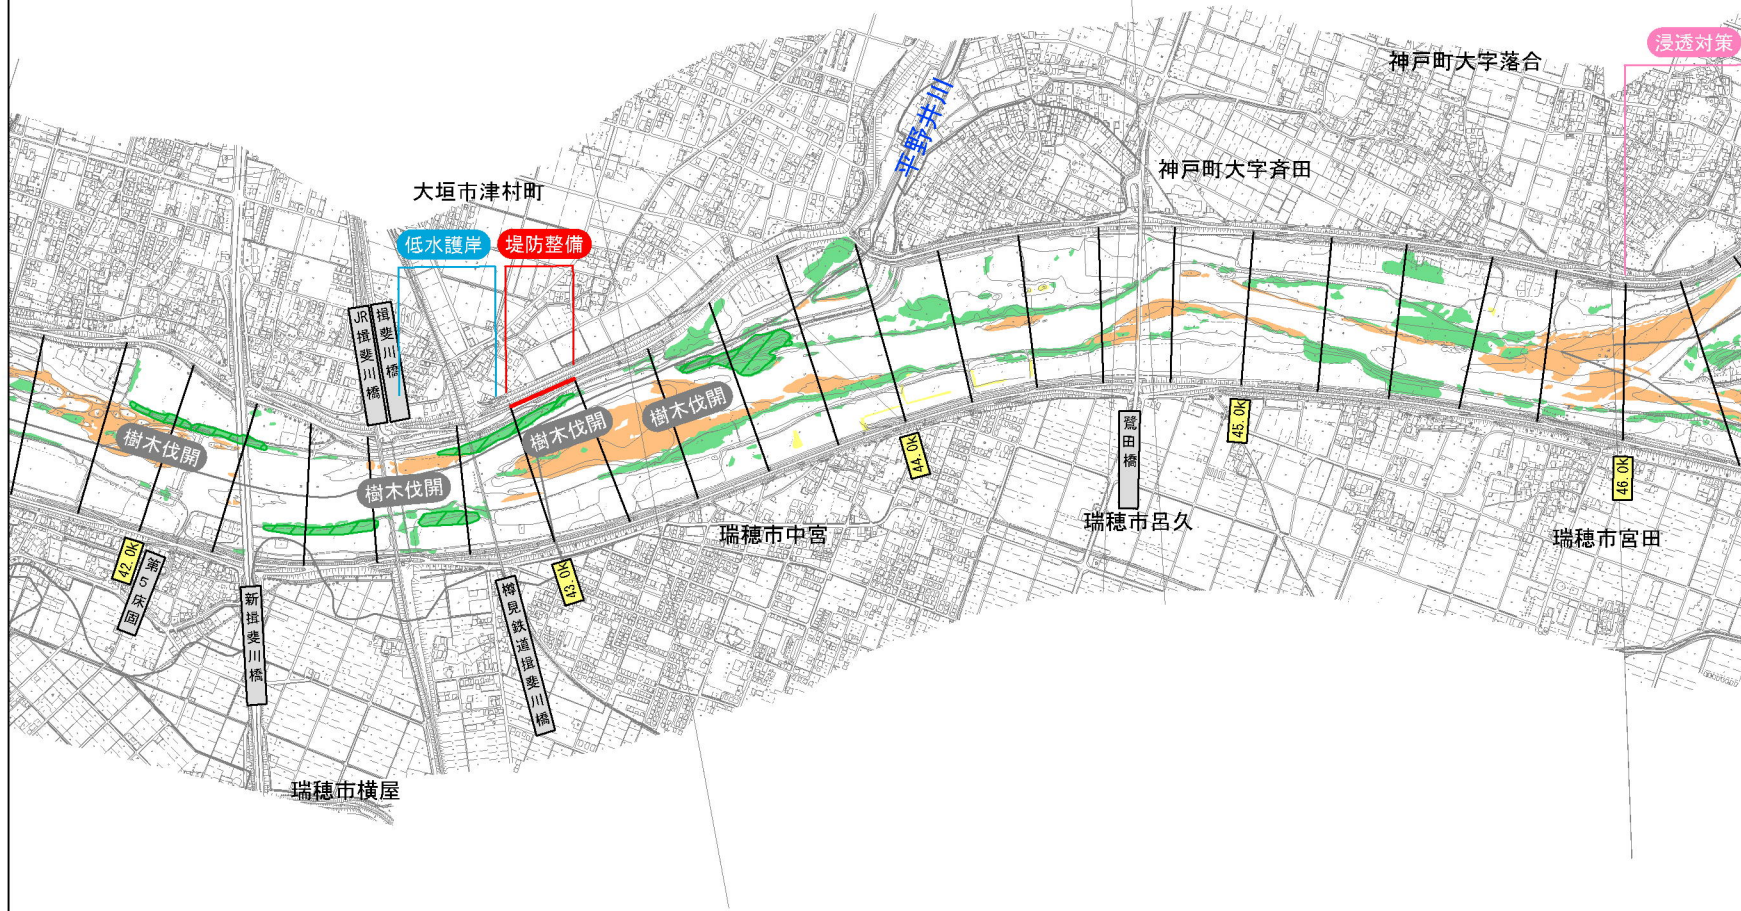 浸透対策
神戸町大字落合
平野井川
神戸町大字斉田
大垣市津村町
低水護岸
堤防整備
JR揖斐川橋
揖斐川橋
樹木伐開
樹木伐開
樹木伐開
樹木伐開
鷺田橋
45.0K
44.0K
46.0K
瑞穂市中宮
瑞穂市呂久
瑞穂市宮田
42.0K
第5床固
新揖斐川橋
樽見鉄道揖斐川橋
43.0K
瑞穂市横屋